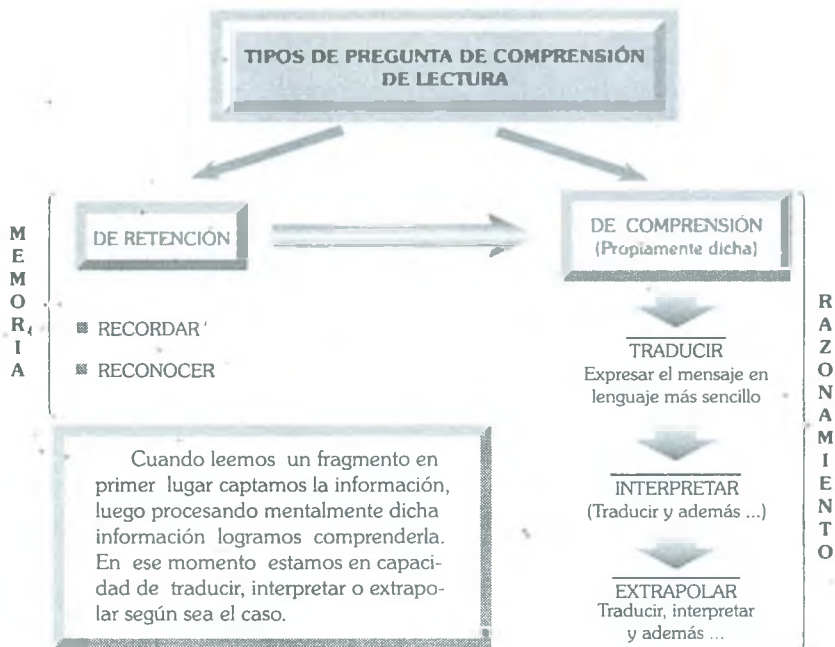 TIPOS DE PREGUNTA DE COMPRENSIÓN
DE LECTURA
MEMORIA
DE RETENCIÓN
RECORDAR
RECONOCER
Cuando leemos un fragmento en
primer lugar captamos la información,
luego procesando mentalmente dicha
información logramos comprenderla.
En ese momento estamos en capaci-
dad de traducir, interpretar o extrapo-
lar según sea el caso.
DE COMPRENSIÓN
(Propiamente dicha)
TRADUCIR
Expresar el mensaje en
lenguaje más sencillo
INTERPRETAR
(Traducir y además ...)
EXTRAPOLAR
Traducir, interpretar
y además ...
RAZONAMIENTO